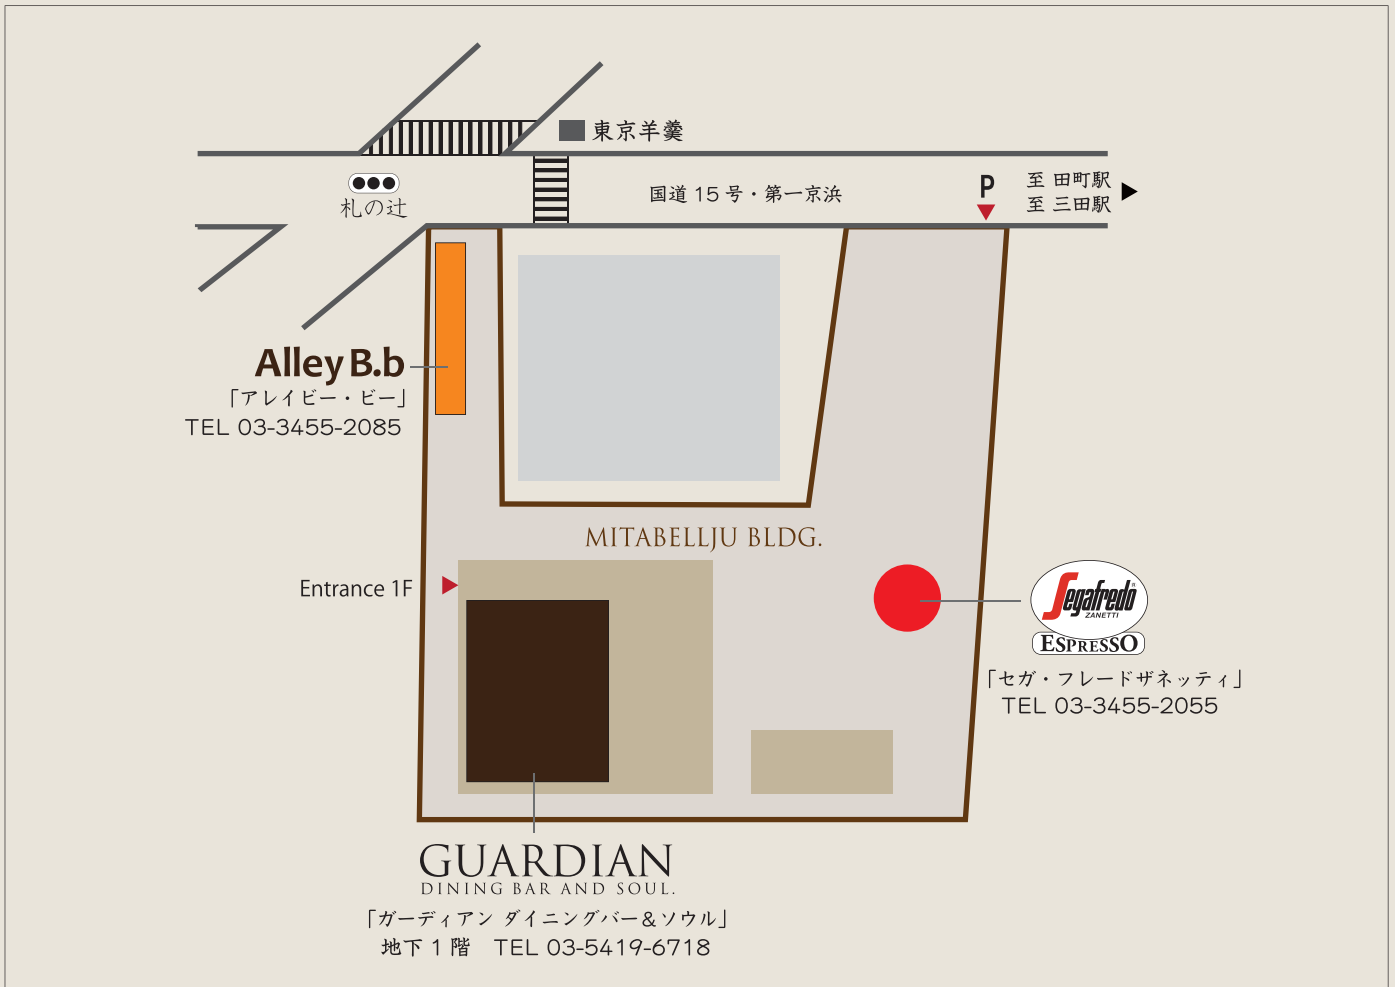 東京羊羹
札の辻
国道 15 号・第一京浜
P
至 田町駅
至 三田駅
Alley B.b
「アレイビー・ビー」
TEL 03-3455-2085
MITABELLJU BLDG.
Entrance 1F
Segafredo
ZANETTI
ESPRESSO
「セガ・フレードザネッティ」
TEL 03-3455-2055
GUARDIAN
DINING BAR AND SOUL.
「ガーディアン ダイニングバー＆ソウル」
地下 1 階　TEL 03-5419-6718